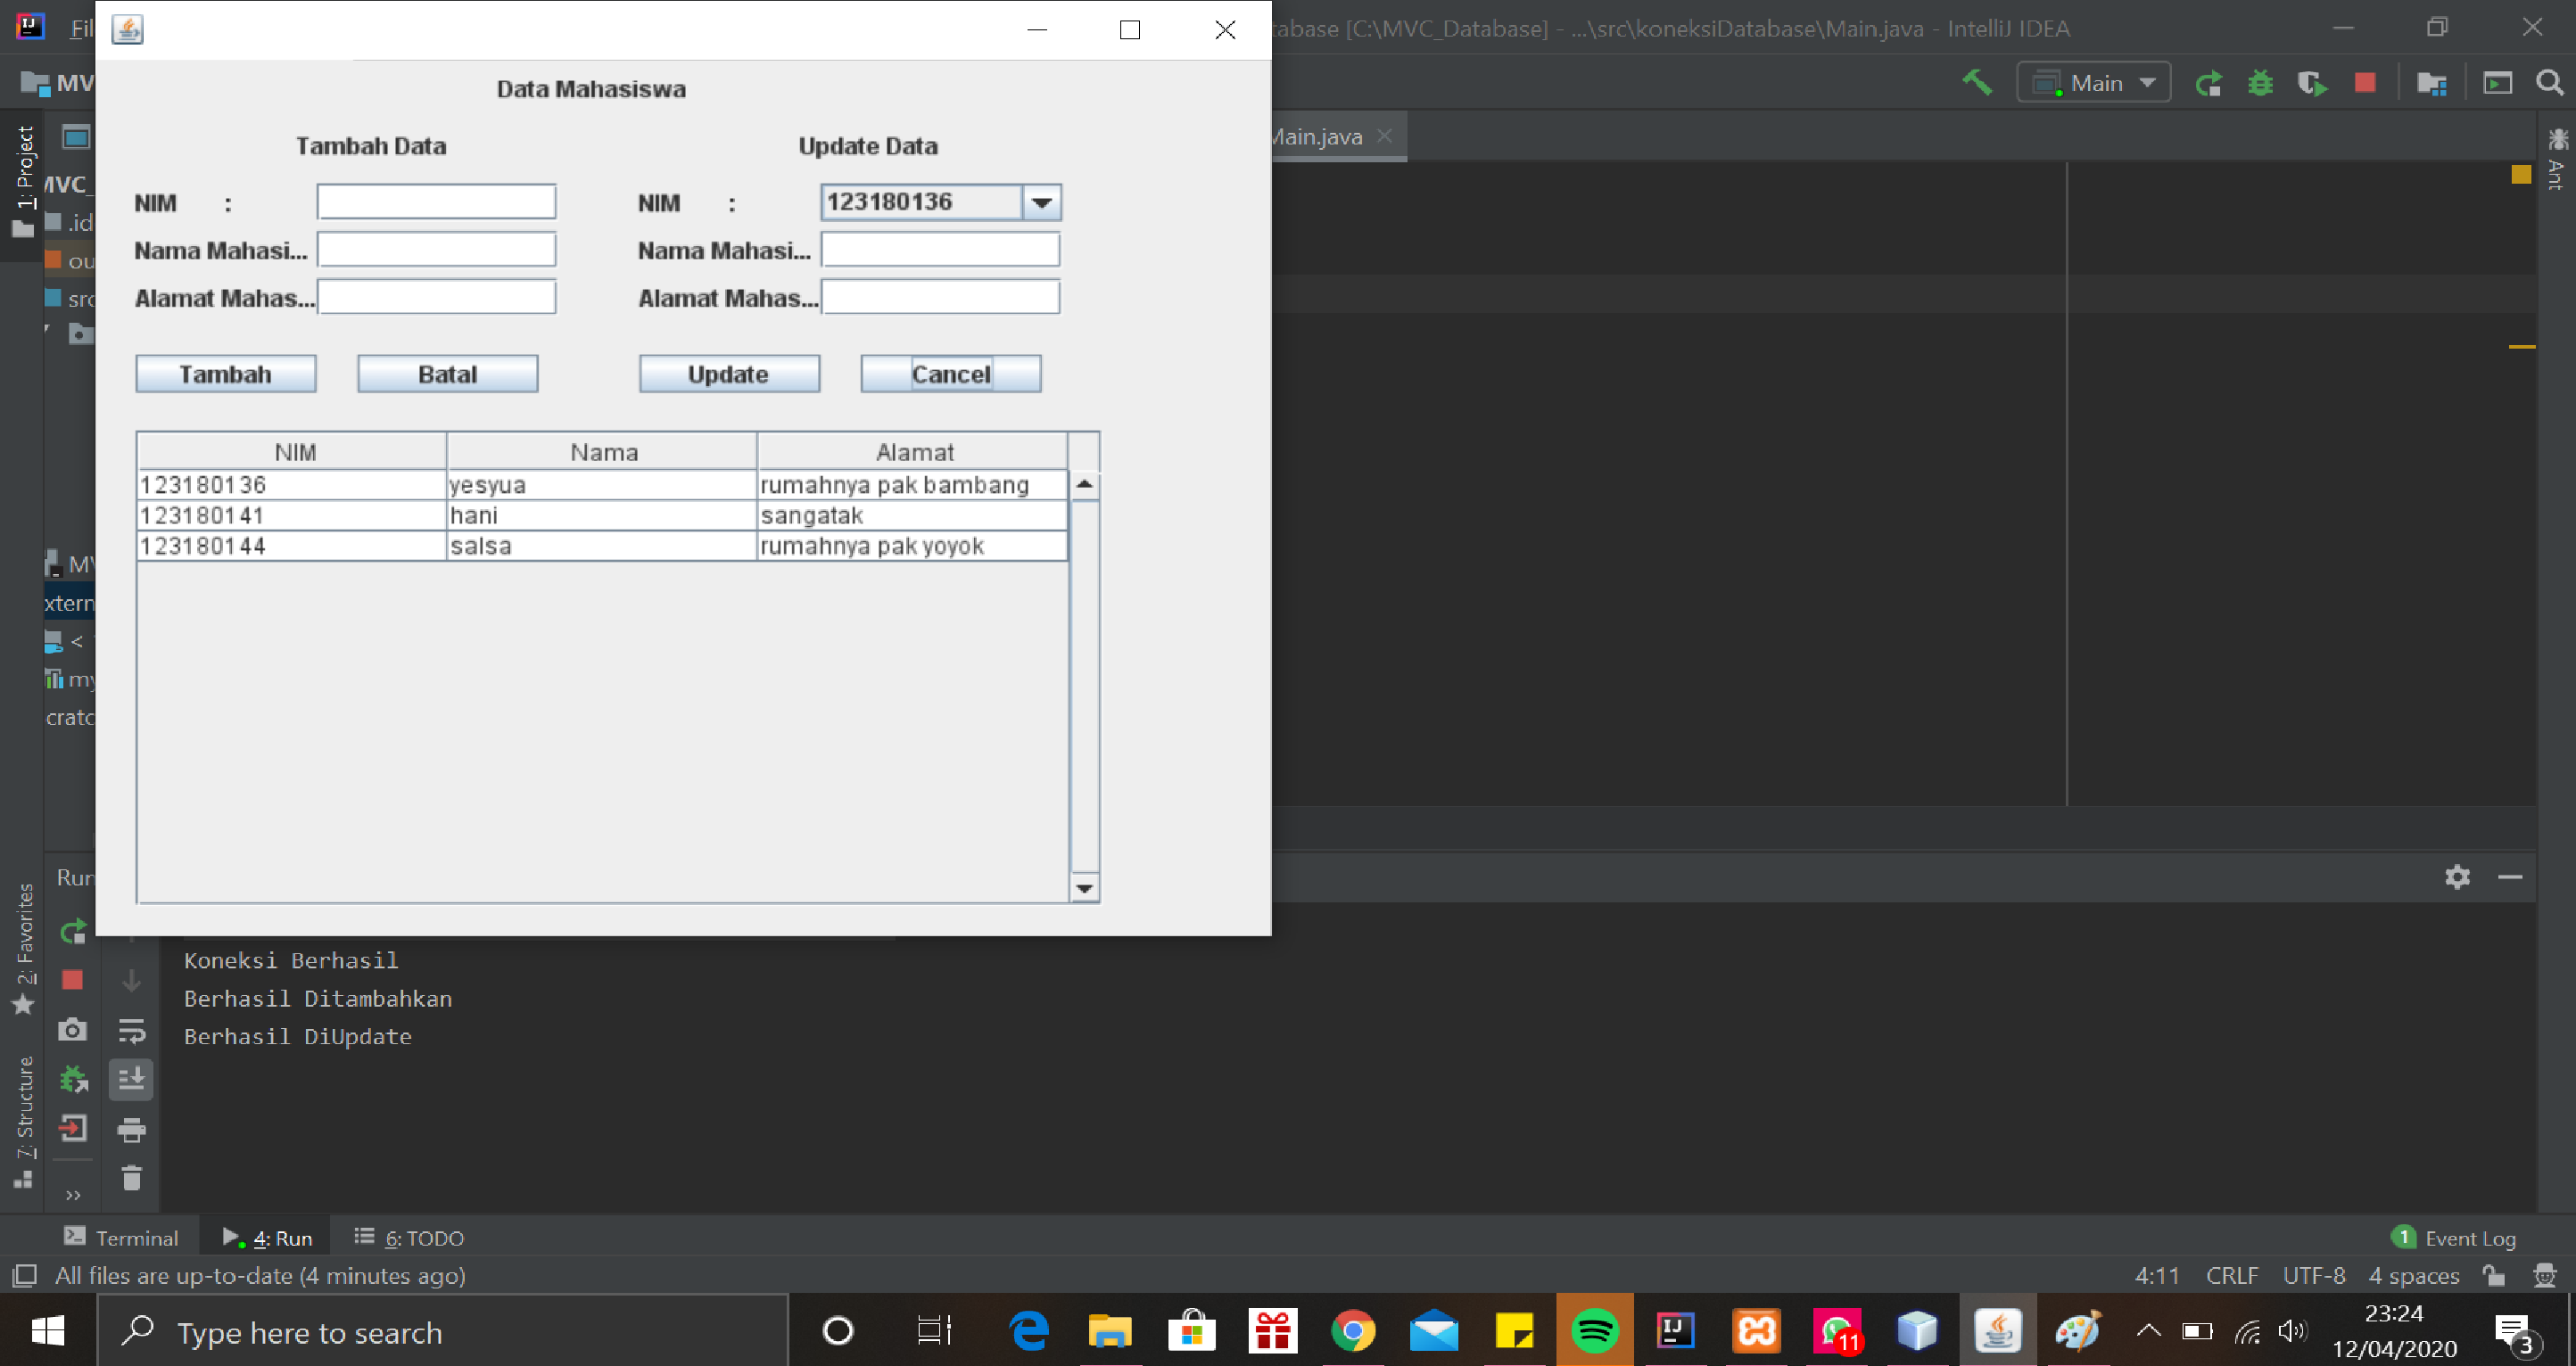 Fil
tabase [C:\MVC_Database] - ...\src\koneksiDatabase\Main.java - IntelliJ IDEA
MV
Main
Data Mahasiswa
Main.java
Tambah Data
Update Data
1: Project
Ant
MVC_
.id
ou
src
NIM :
NIM : 123180136
Nama Mahasi...
Nama Mahasi...
Alamat Mahas...
Alamat Mahas...
Tambah Batal Update Cancel
NIM Nama Alamat
123180136 yesyua rumahnya pak bambang
123180141 hani sangatak
123180144 salsa rumahnya pak yoyok
MV
xtern
<
my
cratc
Run
2: Favorites
7: Structure
Koneksi Berhasil
Berhasil Ditambahkan
Berhasil DiUpdate
Terminal 4: Run 6: TODO
1 Event Log
All files are up-to-date (4 minutes ago)
4:11 CRLF UTF-8 4 spaces
Type here to search
11
23:24
12/04/2020
3